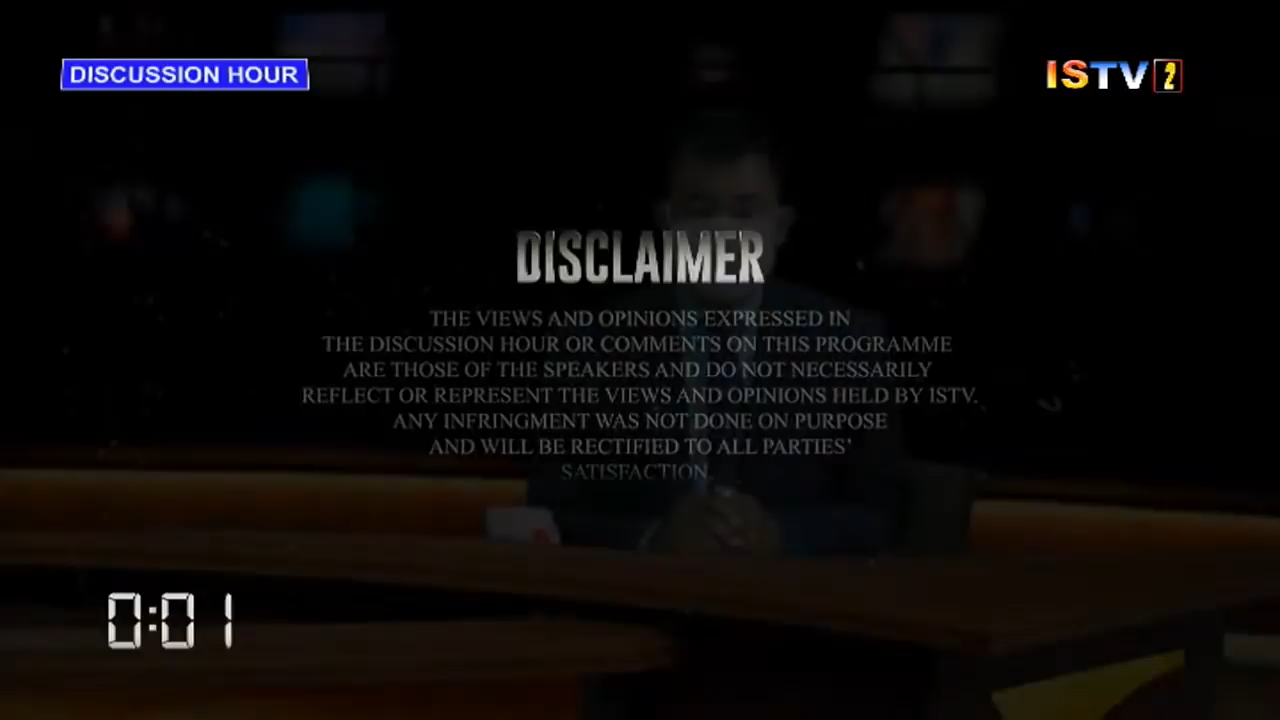 DISCUSSION HOUR
ISTV 2
DISCLAIMER
THE VIEWS AND OPINIONS EXPRESSED IN
THE DISCUSSION HOUR OR COMMENTS ON THIS PROGRAMME
ARE THOSE OF THE SPEAKERS AND DO NOT NECESSARILY
REFLECT OR REPRESENT THE VIEWS AND OPINIONS HELD BY ISTV.
ANY INFRINGMENT WAS NOT DONE ON PURPOSE
AND WILL BE RECTIFIED TO ALL PARTIES'
SATISFACTION.
0:01